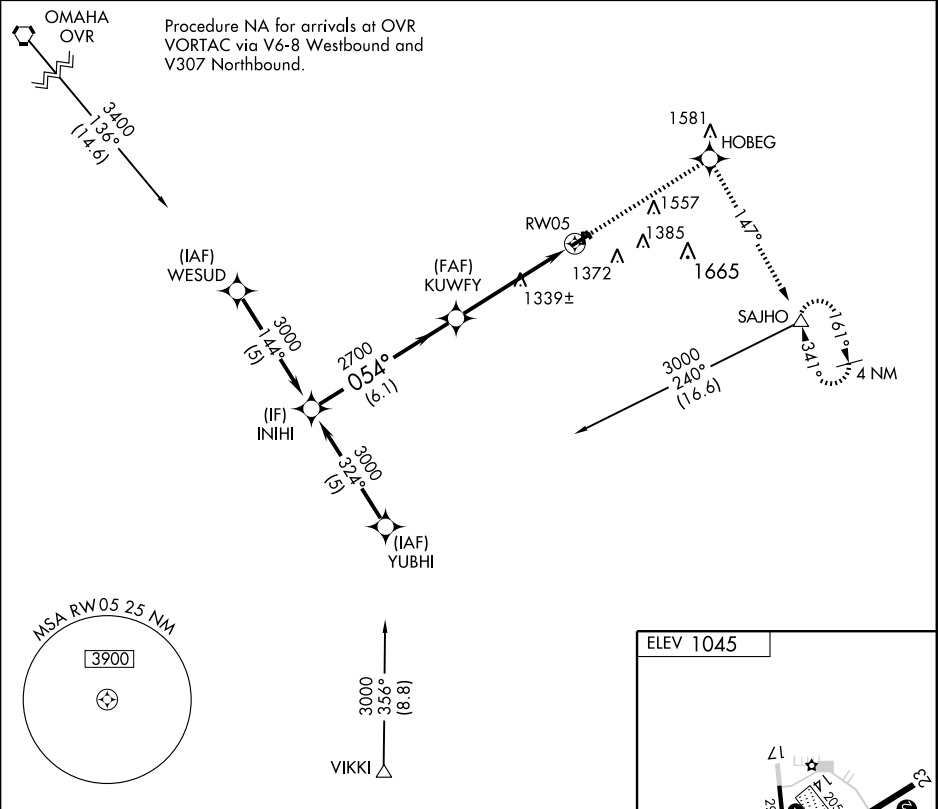 OMAHA
OVR
Procedure NA for arrivals at OVR
VORTAC via V6-8 Westbound and
V307 Northbound.
3400
136°
(14.6)
1581
HOBEG
1557
RW05
1385
1372
1665
147°
(IAF)
WESUD
(FAF)
KUWFY
1339±
SAJHO
161°
341°
4 NM
3000
144°
(5)
2700
054°
(6.1)
3000
240°
(16.6)
(IF)
INIHI
3000
324°
(5)
(IAF)
YUBHI
MSA RW05 25 NM
3900
3000
356°
(8.8)
VIKKI
ELEV 1045
17
23
14